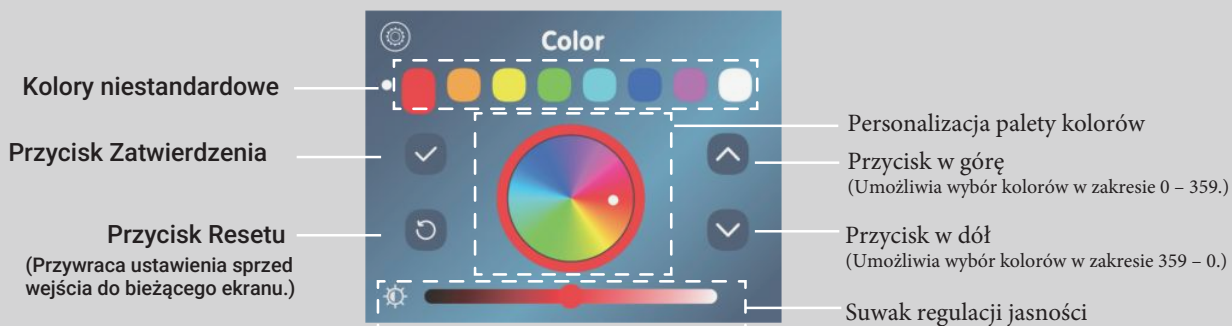 Color
Kolory niestandardowe
Przycisk Zatwierdzenia
Przycisk Resetu
(Przywraca ustawienia sprzed
wejścia do bieżącego ekranu.)
Personalizacja palety kolorów
Przycisk w górę
(Umożliwia wybór kolorów w zakresie 0 – 359.)
Przycisk w dół
(Umożliwia wybór kolorów w zakresie 359 – 0.)
Suwak regulacji jasności